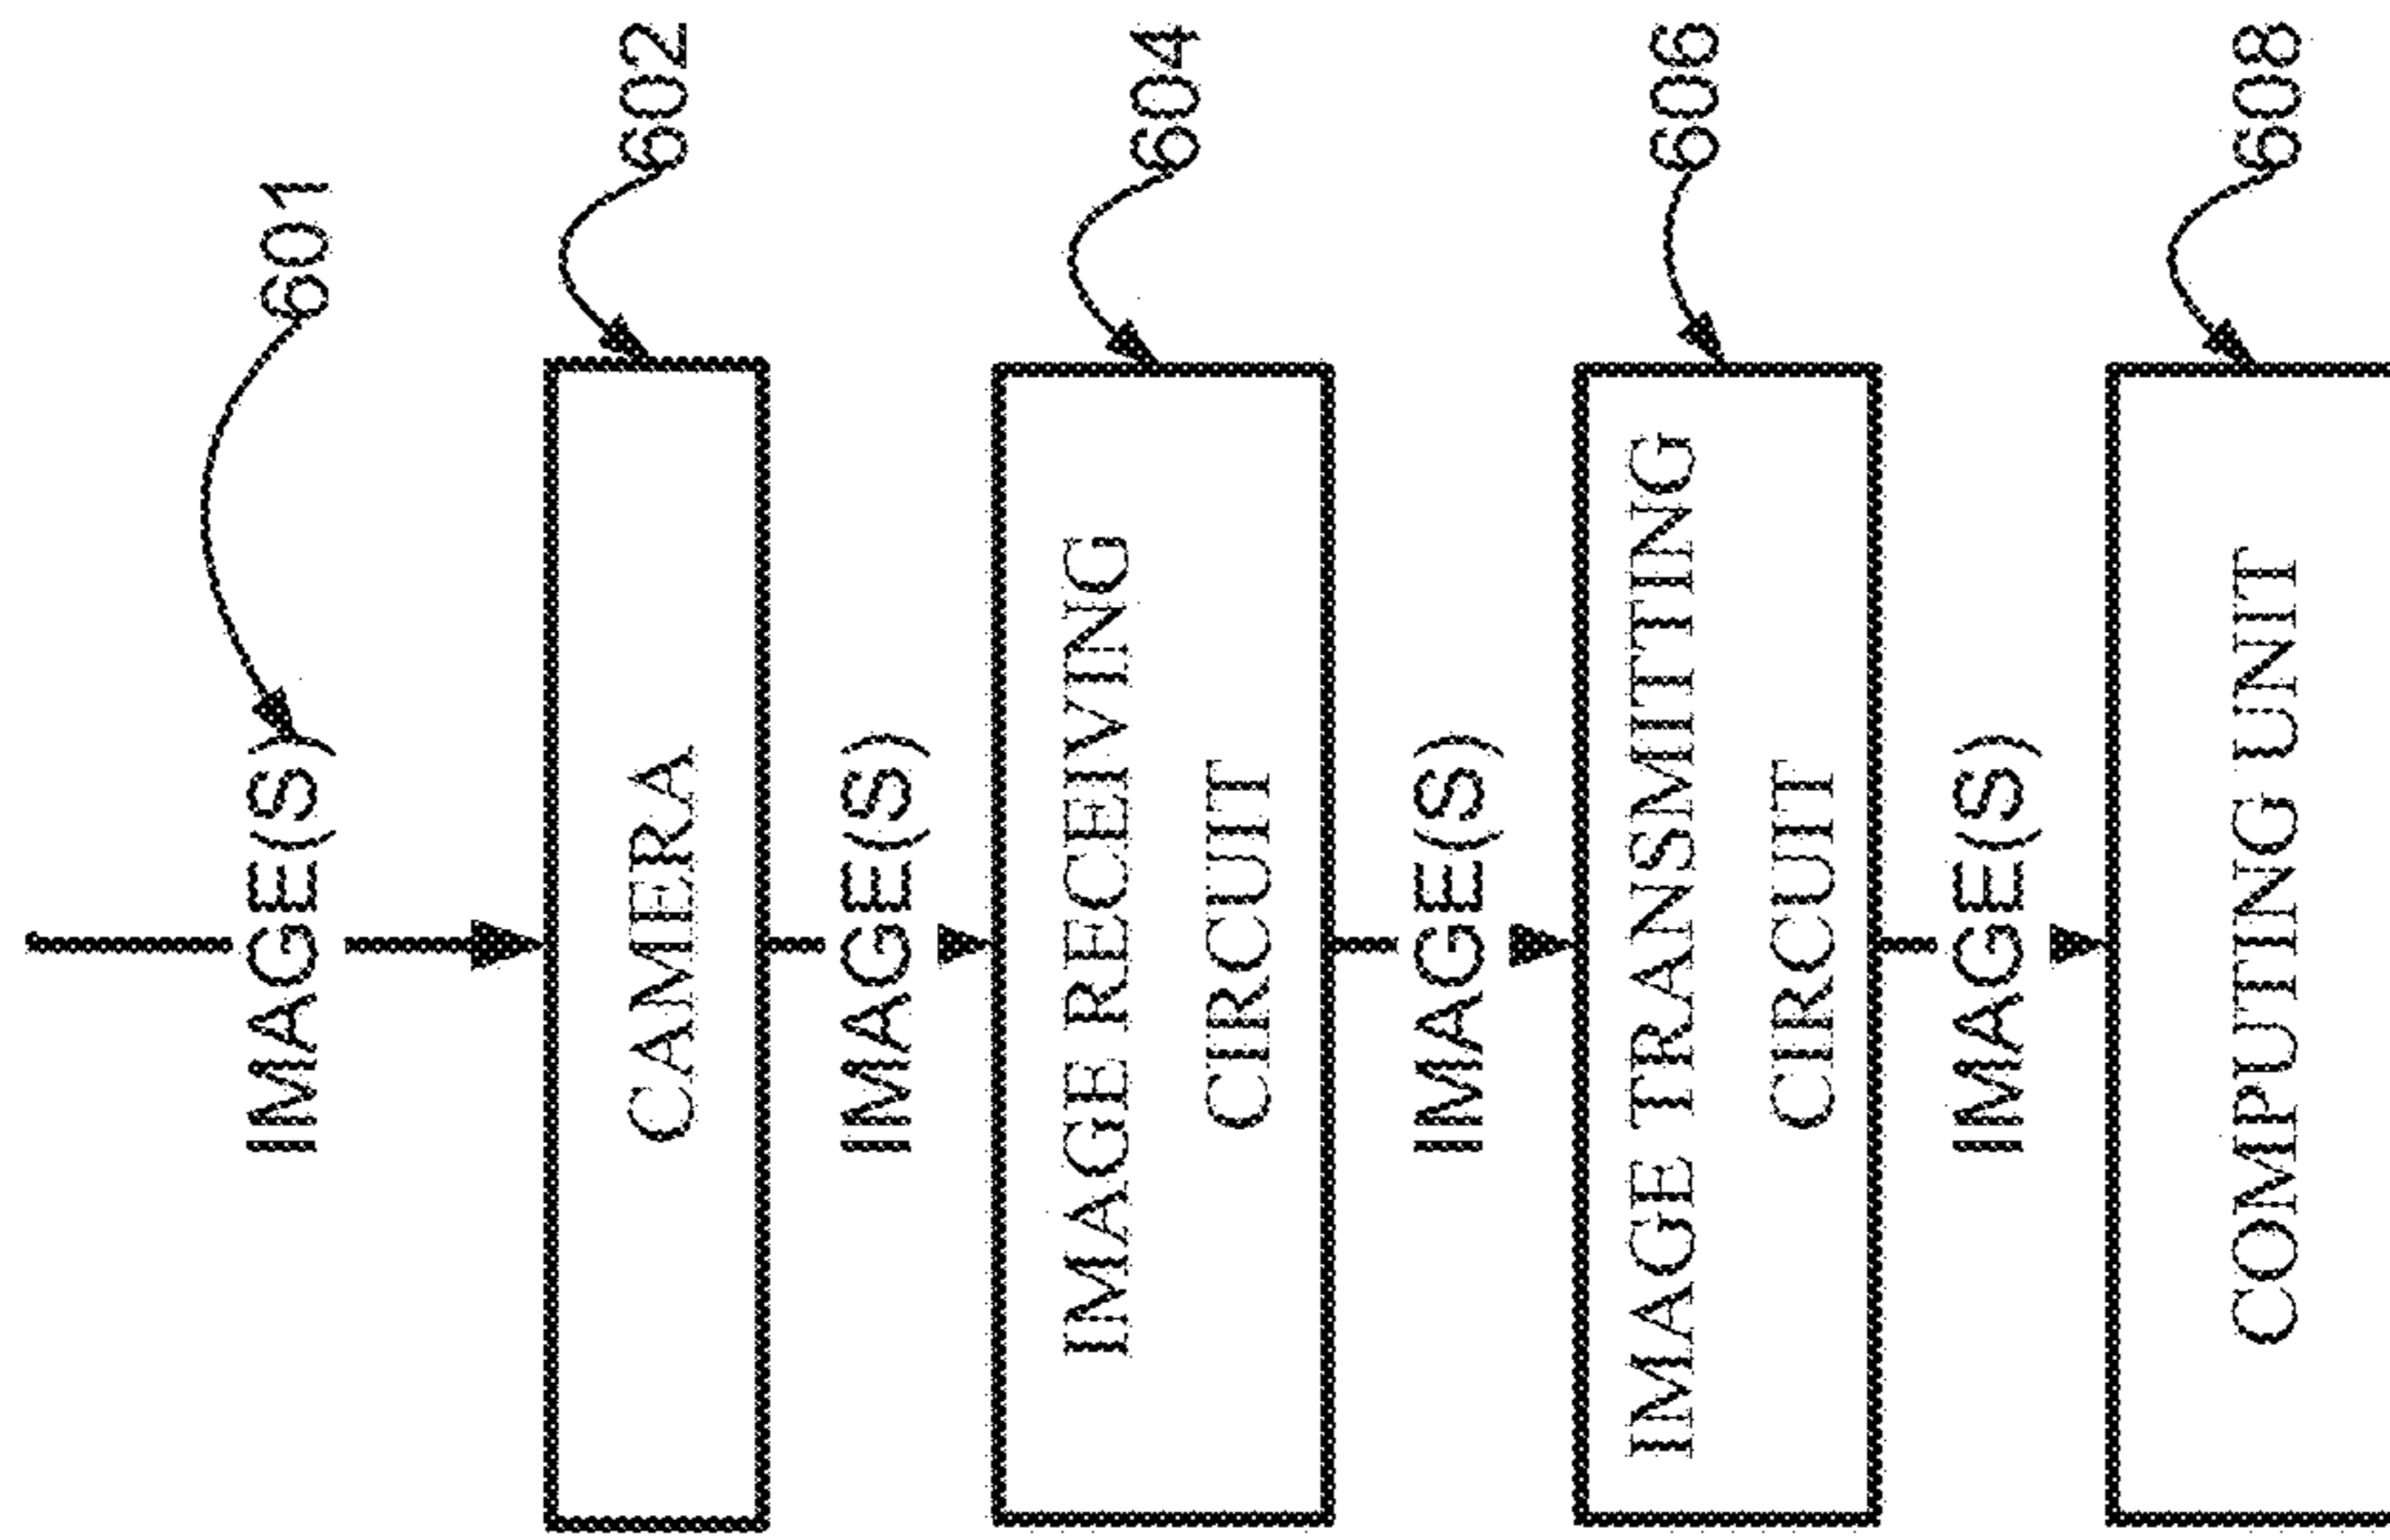 601
IMAGE(S)
602
CAMERA
IMAGE(S)
604
IMAGE RECEIVING
CIRCUIT
IMAGE(S)
606
IMAGE TRANSMITTING
CIRCUIT
IMAGE(S)
608
COMPUTING UNIT